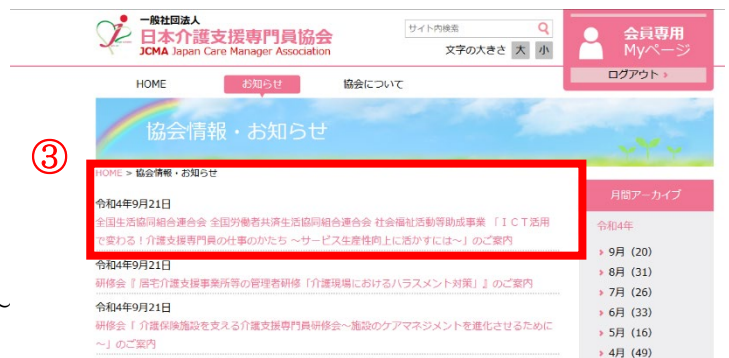 一般社団法人
日本介護支援専門員協会
JCMA Japan Care Manager Association
サイト内検索
文字の大きさ 大 小
会員専用
Myページ
ログアウト ›
HOME お知らせ 協会について
協会情報・お知らせ
③
HOME > 協会情報・お知らせ
令和4年9月21日
全国生活協同組合連合会 全国労働者共済生活協同組合連合会 社会福祉活動等助成事業 「ＩＣＴ活用
で変わる！介護支援専門員の仕事のかたち ～サービス生産性向上に活かすには～」のご案内
令和4年9月21日
研修会『 居宅介護支援事業所等の管理者研修「介護現場におけるハラスメント対策」』のご案内
令和4年9月21日
研修会「 介護保険施設を支える介護支援専門員研修会～施設のケアマネジメントを進化させるために
～」のご案内
月間アーカイブ
令和4年
› 9月 (20)
› 8月 (31)
› 7月 (26)
› 6月 (33)
› 5月 (16)
› 4月 (49)